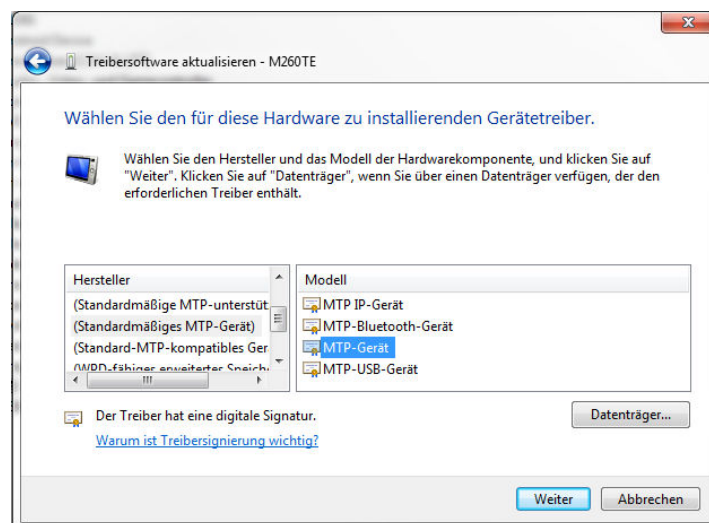 Treibersoftware aktualisieren - M260TE
Wählen Sie den für diese Hardware zu installierenden Gerätetreiber.
Wählen Sie den Hersteller und das Modell der Hardwarekomponente, und klicken Sie auf
"Weiter". Klicken Sie auf "Datenträger", wenn Sie über einen Datenträger verfügen, der den
erforderlichen Treiber enthält.
Hersteller
(Standardmäßige MTP-unterstüt
(Standardmäßiges MTP-Gerät)
(Standard-MTP-kompatibles Ger
(WPD-fähiger erweiterter Speich
Modell
MTP IP-Gerät
MTP-Bluetooth-Gerät
MTP-Gerät
MTP-USB-Gerät
Der Treiber hat eine digitale Signatur.
Warum ist Treibersignierung wichtig?
Datenträger...
Weiter
Abbrechen